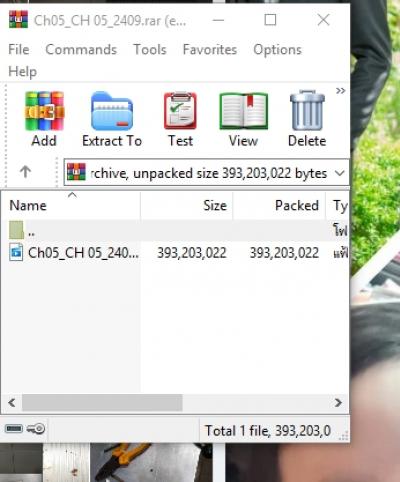 Ch05_CH 05_2409.rar (e...
File Commands Tools Favorites Options
Help
Add Extract To Test View Delete »
rchive, unpacked size 393,203,022 bytes
Name Size Packed Ty
.. โฟ
Ch05_CH 05_240... 393,203,022 393,203,022 แฟ้
Total 1 file, 393,203,0